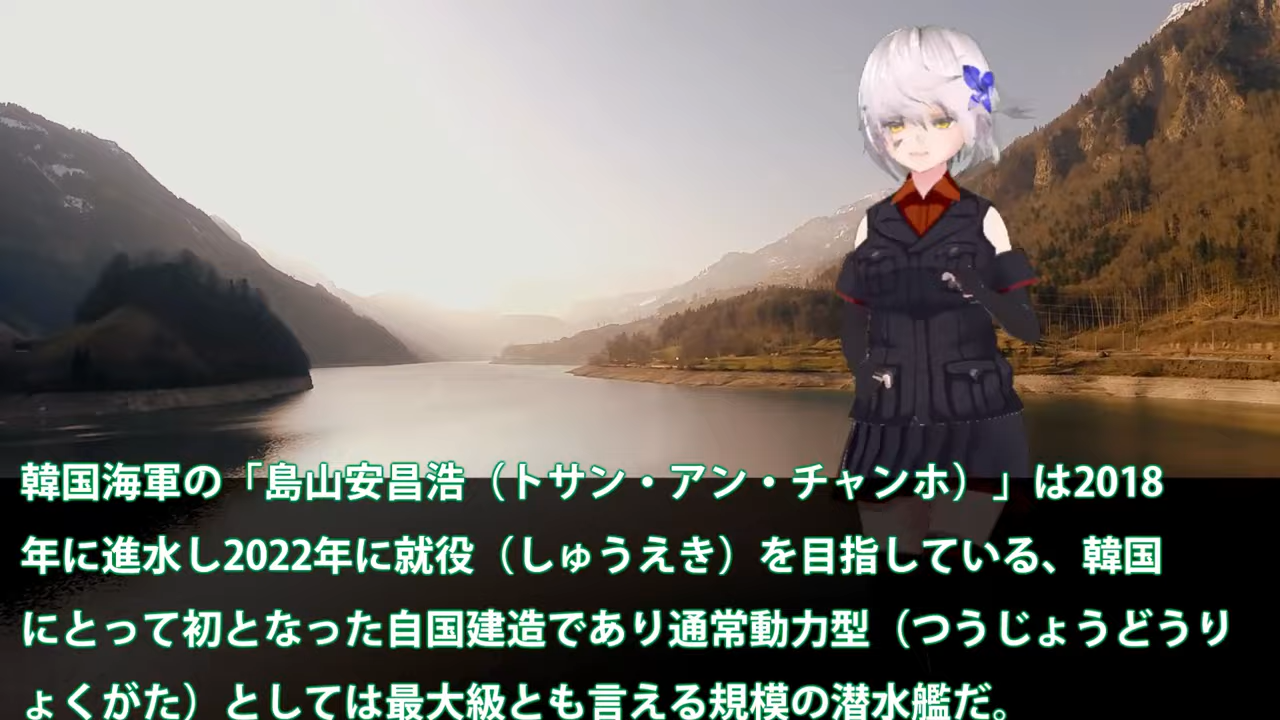 韓国海軍の「島山安昌浩（トサン・アン・チャンホ）」は2018
年に進水し2022年に就役（しゅうえき）を目指している、韓国
にとって初となった自国建造であり通常動力型（つうじょうどうり
ょくがた）としては最大級とも言える規模の潜水艦だ。